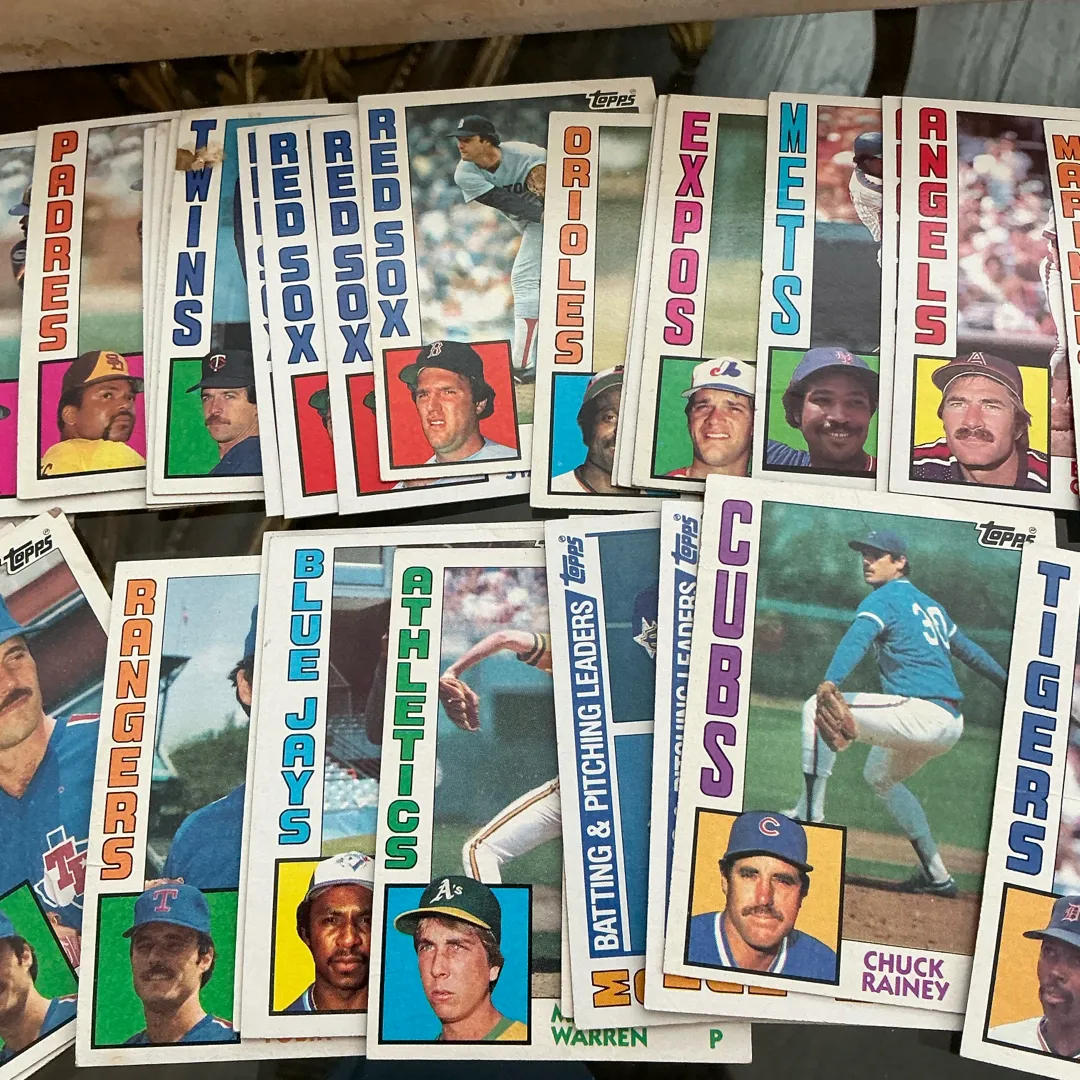 PADRES
TWINS
RED SOX
RED SOX
RED SOX
Topps
B
ORIOLES
EXPOS
METS
ANGELS
A
Topps
RANGERS
T
BLUE JAYS
ATHLETICS
A's
WARREN
P
Topps
BATTING & PITCHING LEADERS
Topps
CUBS
Topps
30
C
CHUCK
RAINEY
TIGERS